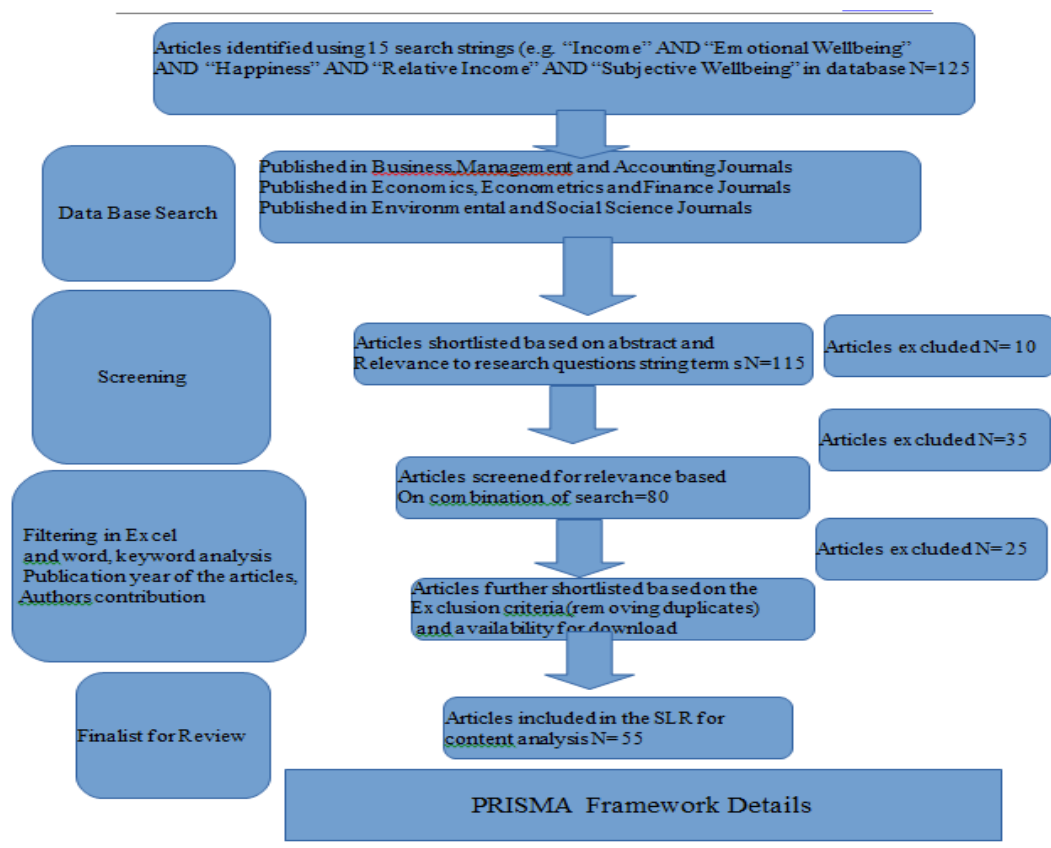 Articles identified using 15 search strings (e.g. “Income” AND “Emotional Wellbeing”
AND “Happiness” AND “Relative Income” AND “Subjective Wellbeing” in database N=125
Published in Business,Management and Accounting Journals
Published in Economics, Econometrics and Finance Journals
Published in Environmental and Social Science Journals
Data Base Search
Articles shortlisted based on abstract and
Relevance to research questions string terms N=115
Articles excluded N= 10
Screening
Articles excluded N=35
Articles screened for relevance based
On combination of search=80
Filtering in Excel
and word, keyword analysis
Publication year of the articles,
Authors contribution
Articles excluded N= 25
Articles further shortlisted based on the
Exclusion criteria(removing duplicates)
and availability for download
Articles included in the SLR for
content analysis N= 55
Finalist for Review
PRISMA Framework Details